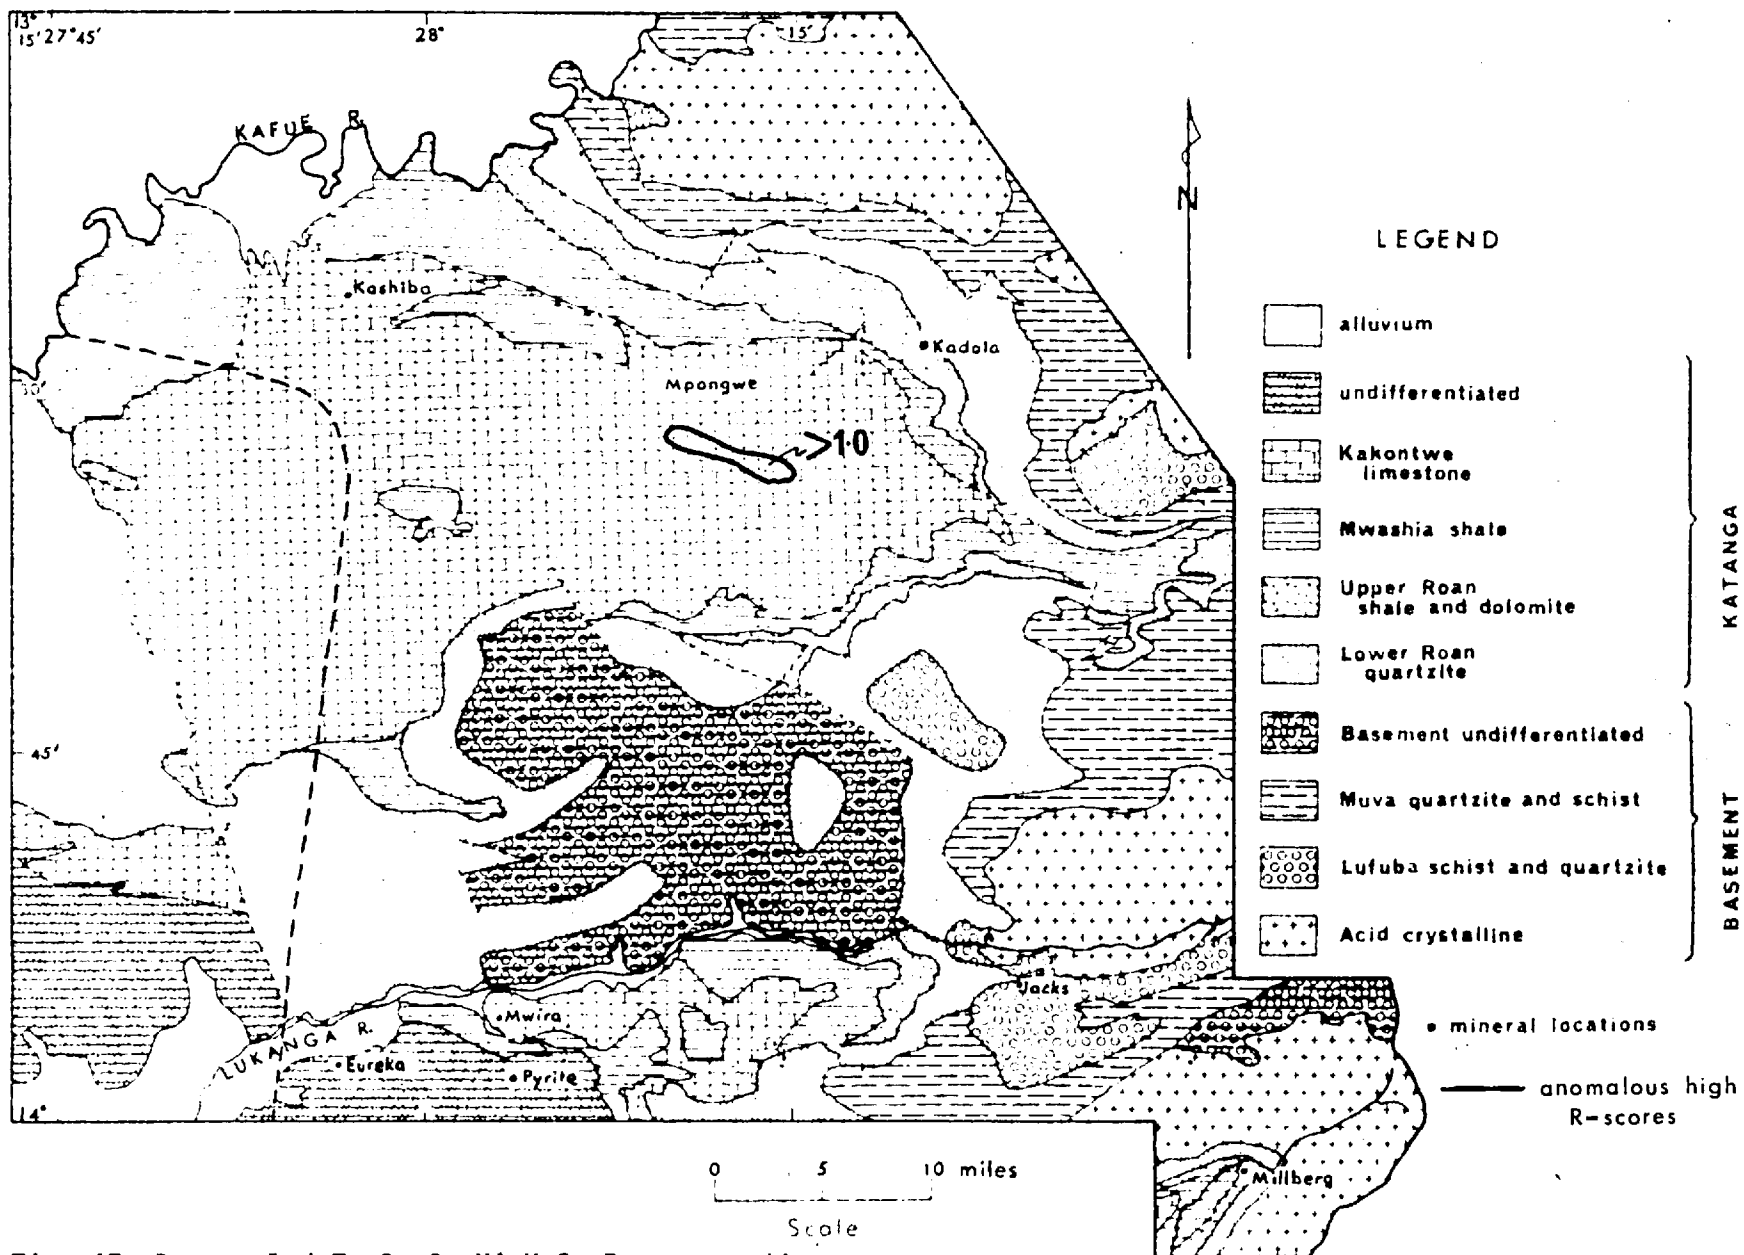 13°
15' 27°45'
28°
15'
KAFUE R.
Kashiba
Kadola
30'
Mpongwe
>1·0
45'
Jacks
Mwira
LUKANGA R.
Eureka
Pyrite
14°
Millberg
0 5 10 miles
Scale
N
LEGEND
alluvium
undifferentiated
Kakontwe
limestone
Mwashia shale
Upper Roan
shale and dolomite
Lower Roan
quartzite
KATANGA
Basement undifferentiated
Muva quartzite and schist
Lufuba schist and quartzite
Acid crystalline
BASEMENT
mineral locations
anomalous high
R-scores